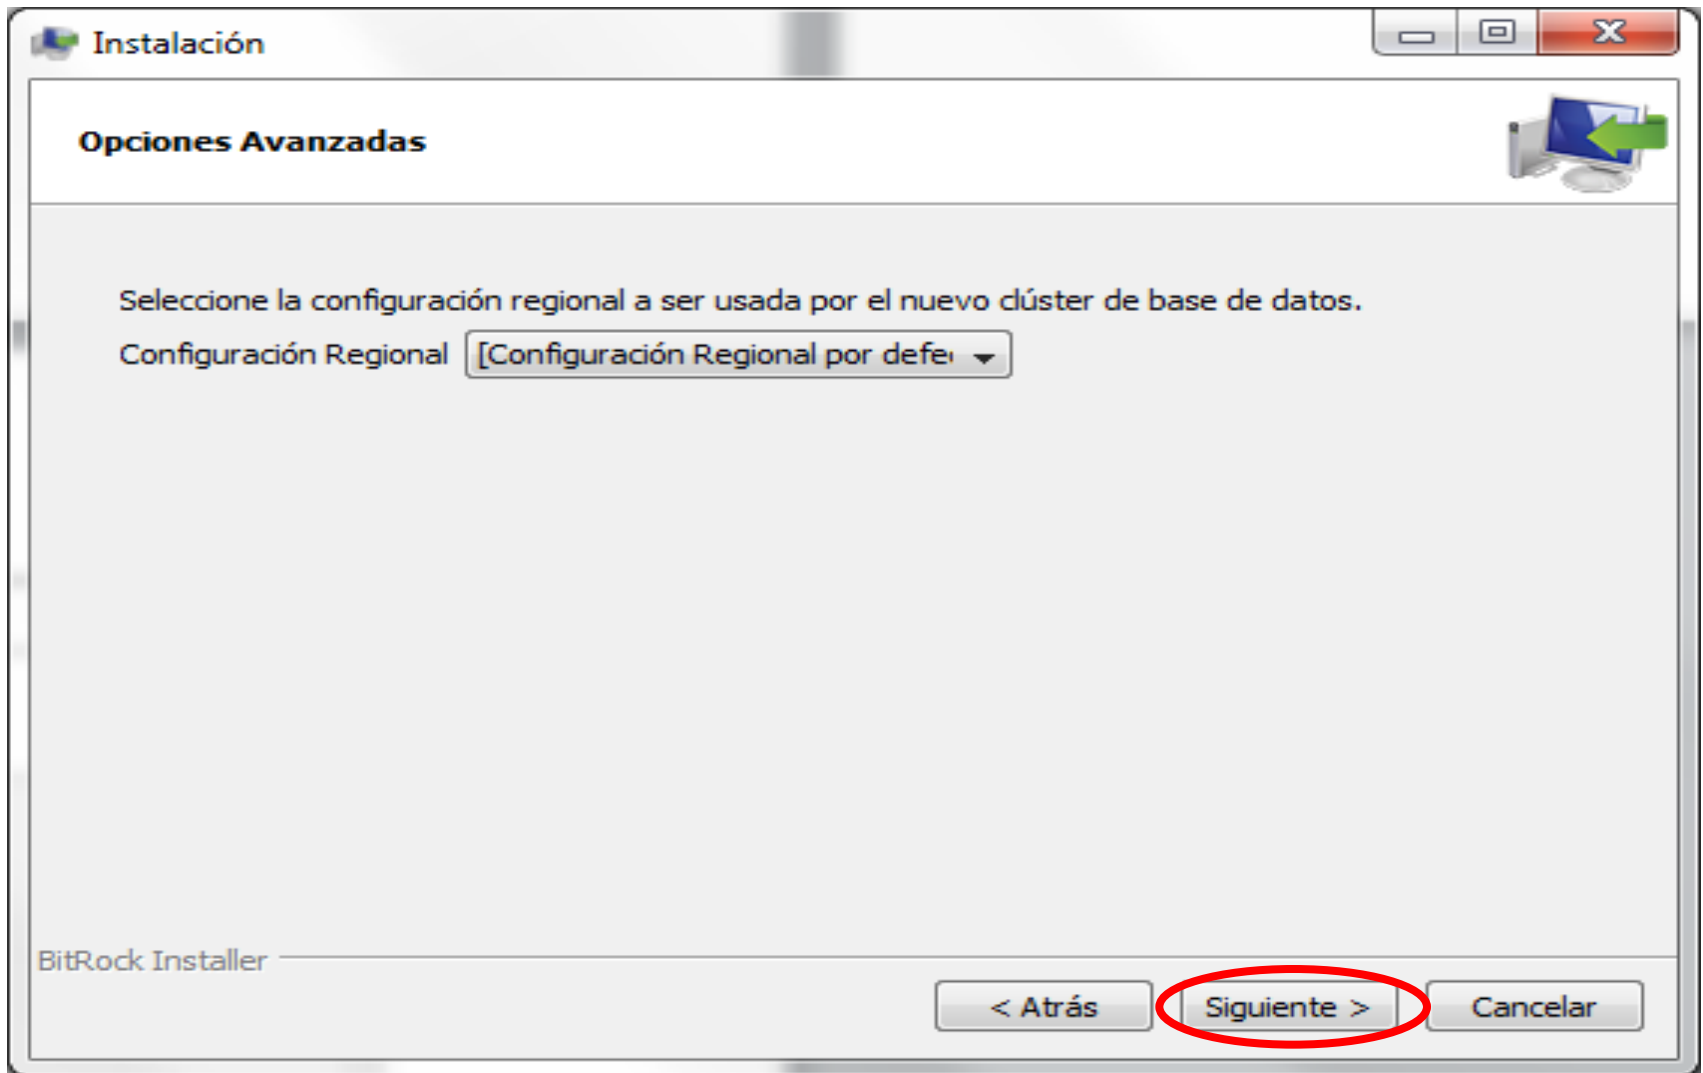 Instalación
Opciones Avanzadas
Seleccione la configuración regional a ser usada por el nuevo clúster de base de datos.
Configuración Regional [Configuración Regional por defe
BitRock Installer
< Atrás Siguiente > Cancelar